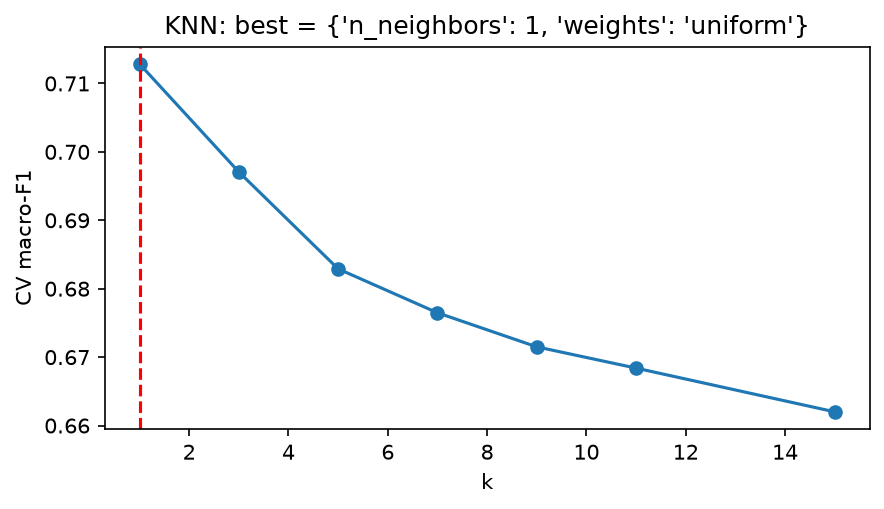 KNN: best = {'n_neighbors': 1, 'weights': 'uniform'}
CV macro-F1
0.71
0.70
0.69
0.68
0.67
0.66
2 4 6 8 10 12 14
k